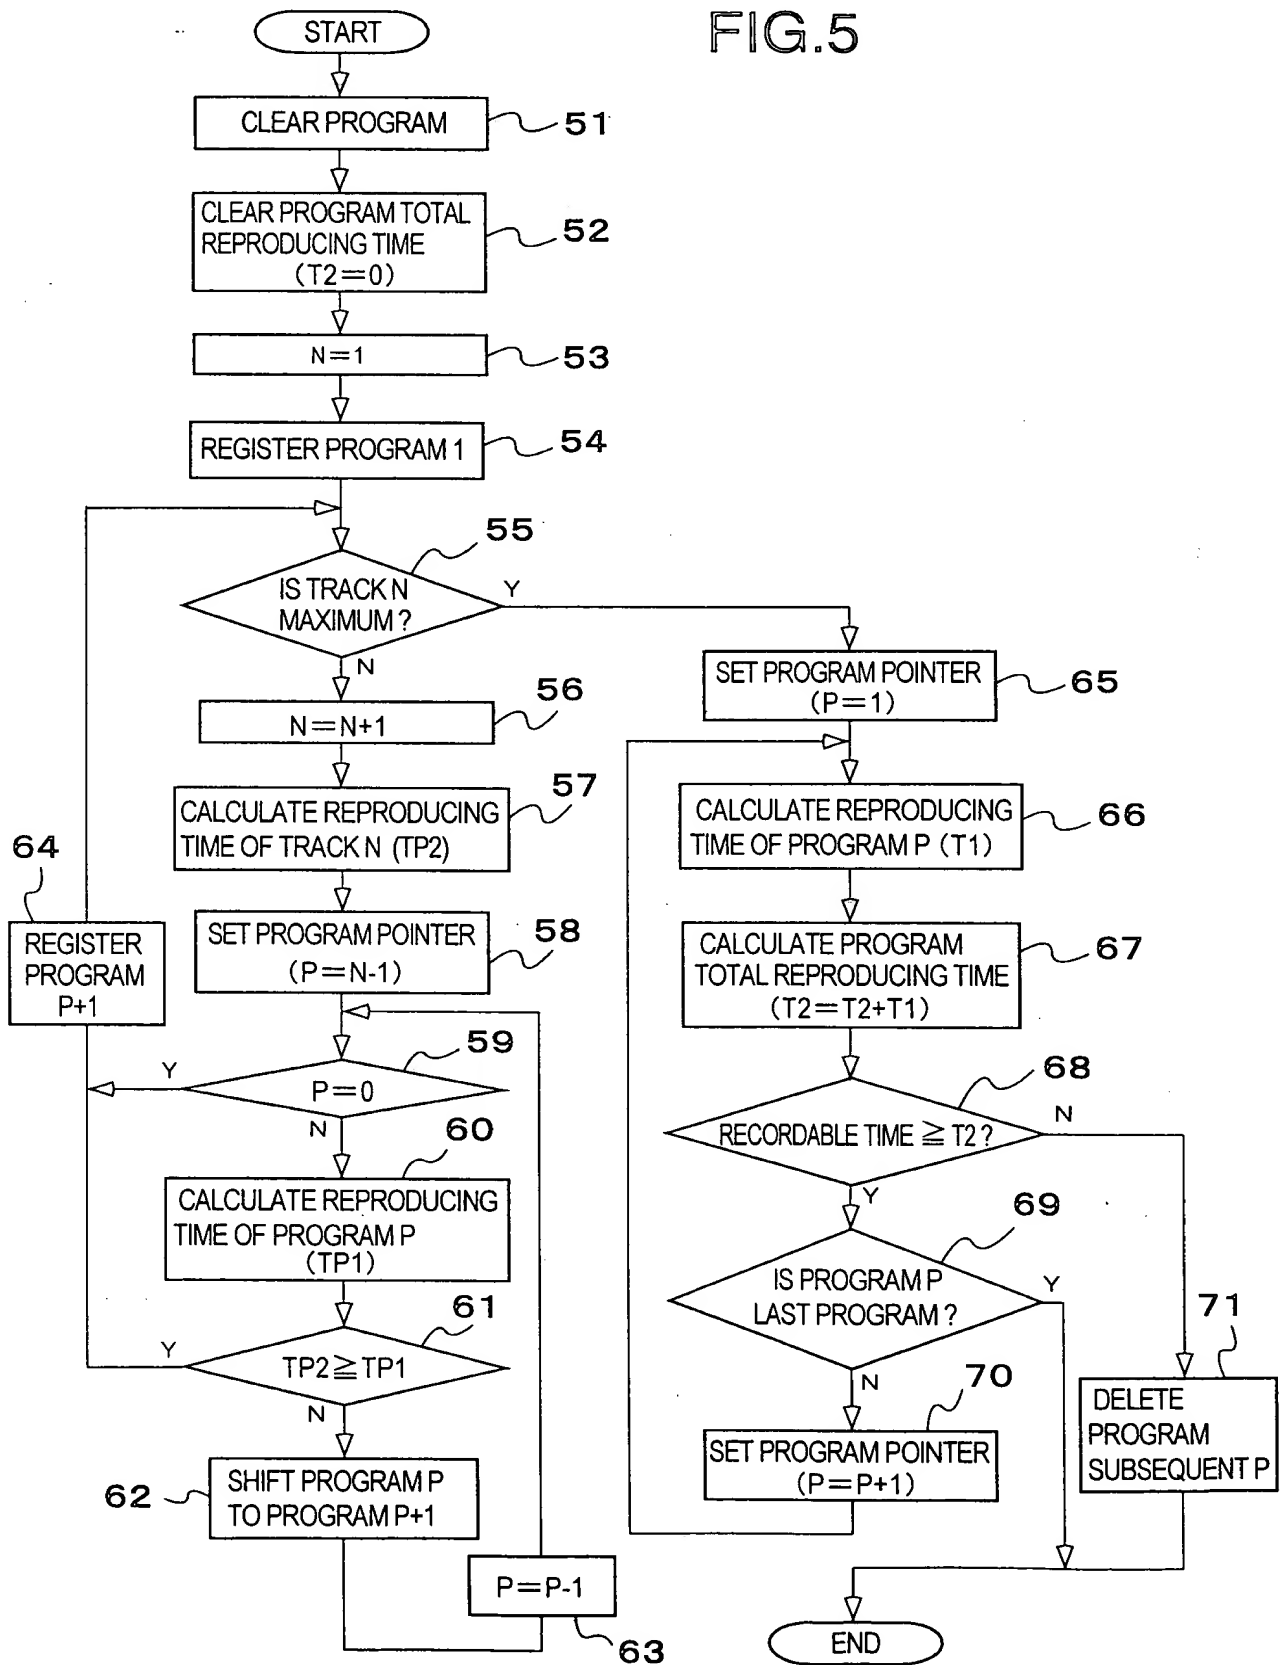 FIG.5
START
CLEAR PROGRAM
51
CLEAR PROGRAM TOTAL
REPRODUCING TIME
(T2=0)
52
N=1
53
REGISTER PROGRAM 1
54
55
IS TRACK N
MAXIMUM?
Y
N
N=N+1
56
CALCULATE REPRODUCING
TIME OF TRACK N (TP2)
57
SET PROGRAM POINTER
(P=N-1)
58
59
P=0
Y
N
60
CALCULATE REPRODUCING
TIME OF PROGRAM P
(TP1)
61
TP2≧TP1
Y
N
SHIFT PROGRAM P
TO PROGRAM P+1
62
P=P-1
63
64
REGISTER
PROGRAM
P+1
SET PROGRAM POINTER
(P=1)
65
CALCULATE REPRODUCING
TIME OF PROGRAM P (T1)
66
CALCULATE PROGRAM
TOTAL REPRODUCING TIME
(T2=T2+T1)
67
68
RECORDABLE TIME ≧ T2?
N
Y
69
IS PROGRAM P
LAST PROGRAM?
Y
N
70
SET PROGRAM POINTER
(P=P+1)
71
DELETE
PROGRAM
SUBSEQUENT P
END